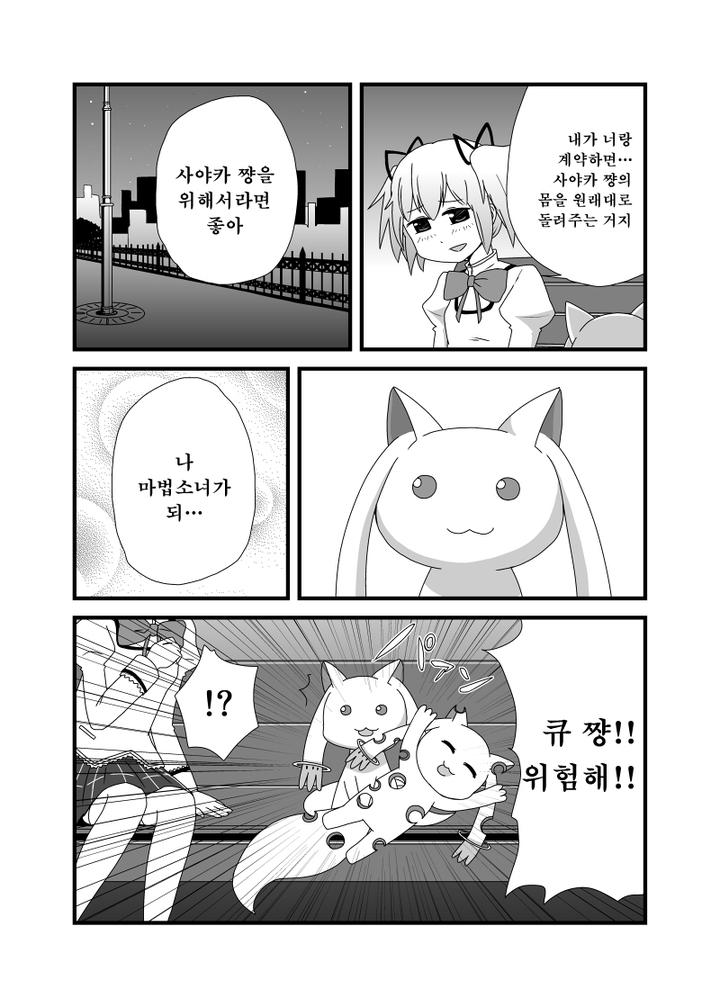 내가 너랑
계약하면…
사야카 쨩의
몸을 원래대로
돌려주는 거지
사야카 쨩을
위해서라면
좋아
나
마법소녀가
되…
!?
큐 쨩!!
위험해!!